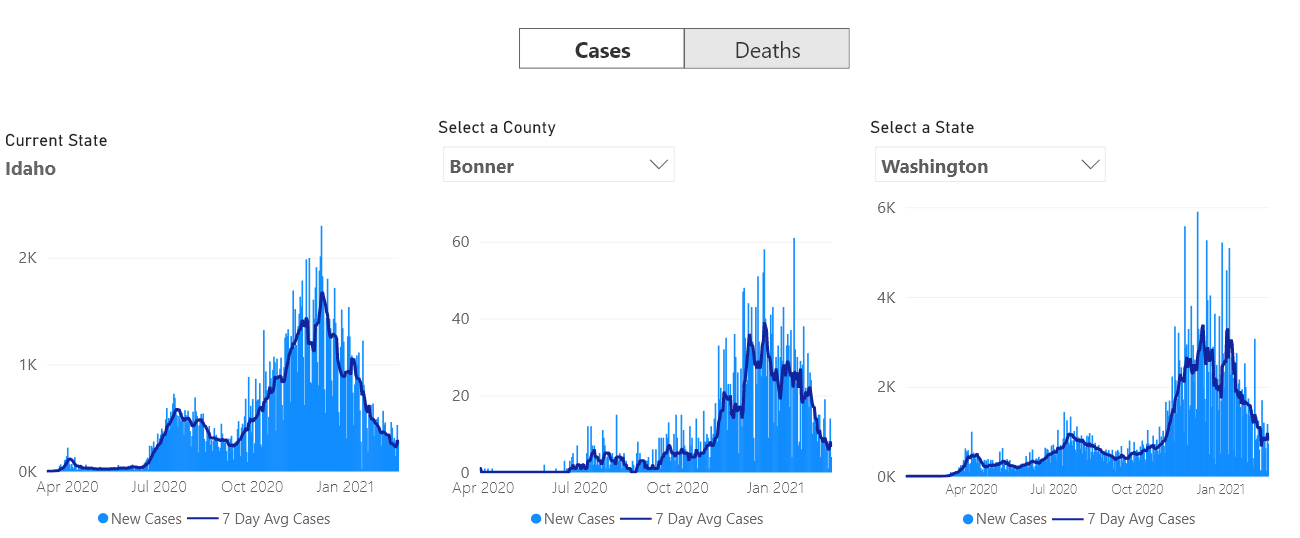 Cases Deaths
Current State
Idaho
Select a County
Bonner
Select a State
Washington
2K
1K
0K
Apr 2020 Jul 2020 Oct 2020 Jan 2021
New Cases 7 Day Avg Cases
60
40
20
0
Apr 2020 Jul 2020 Oct 2020 Jan 2021
New Cases 7 Day Avg Cases
6K
4K
2K
0K
Apr 2020 Jul 2020 Oct 2020 Jan 2021
New Cases 7 Day Avg Cases